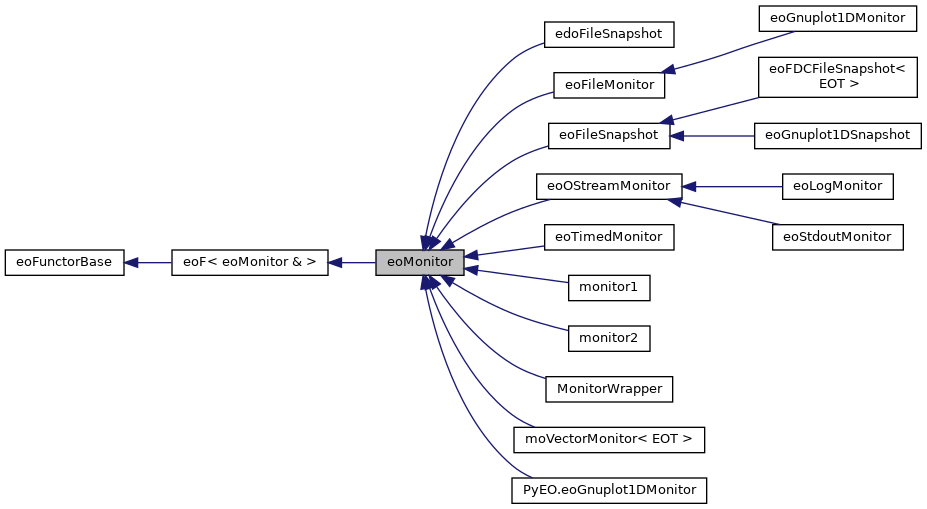 eoGnuplot1DMonitor
edoFileSnapshot
eoFDCFileSnapshot<
EOT >
eoFileMonitor
eoFileSnapshot
eoGnuplot1DSnapshot
eoOStreamMonitor
eoLogMonitor
eoTimedMonitor
eoStdoutMonitor
eoFunctorBase
eoF< eoMonitor & >
eoMonitor
monitor1
monitor2
MonitorWrapper
moVectorMonitor< EOT >
PyEO.eoGnuplot1DMonitor